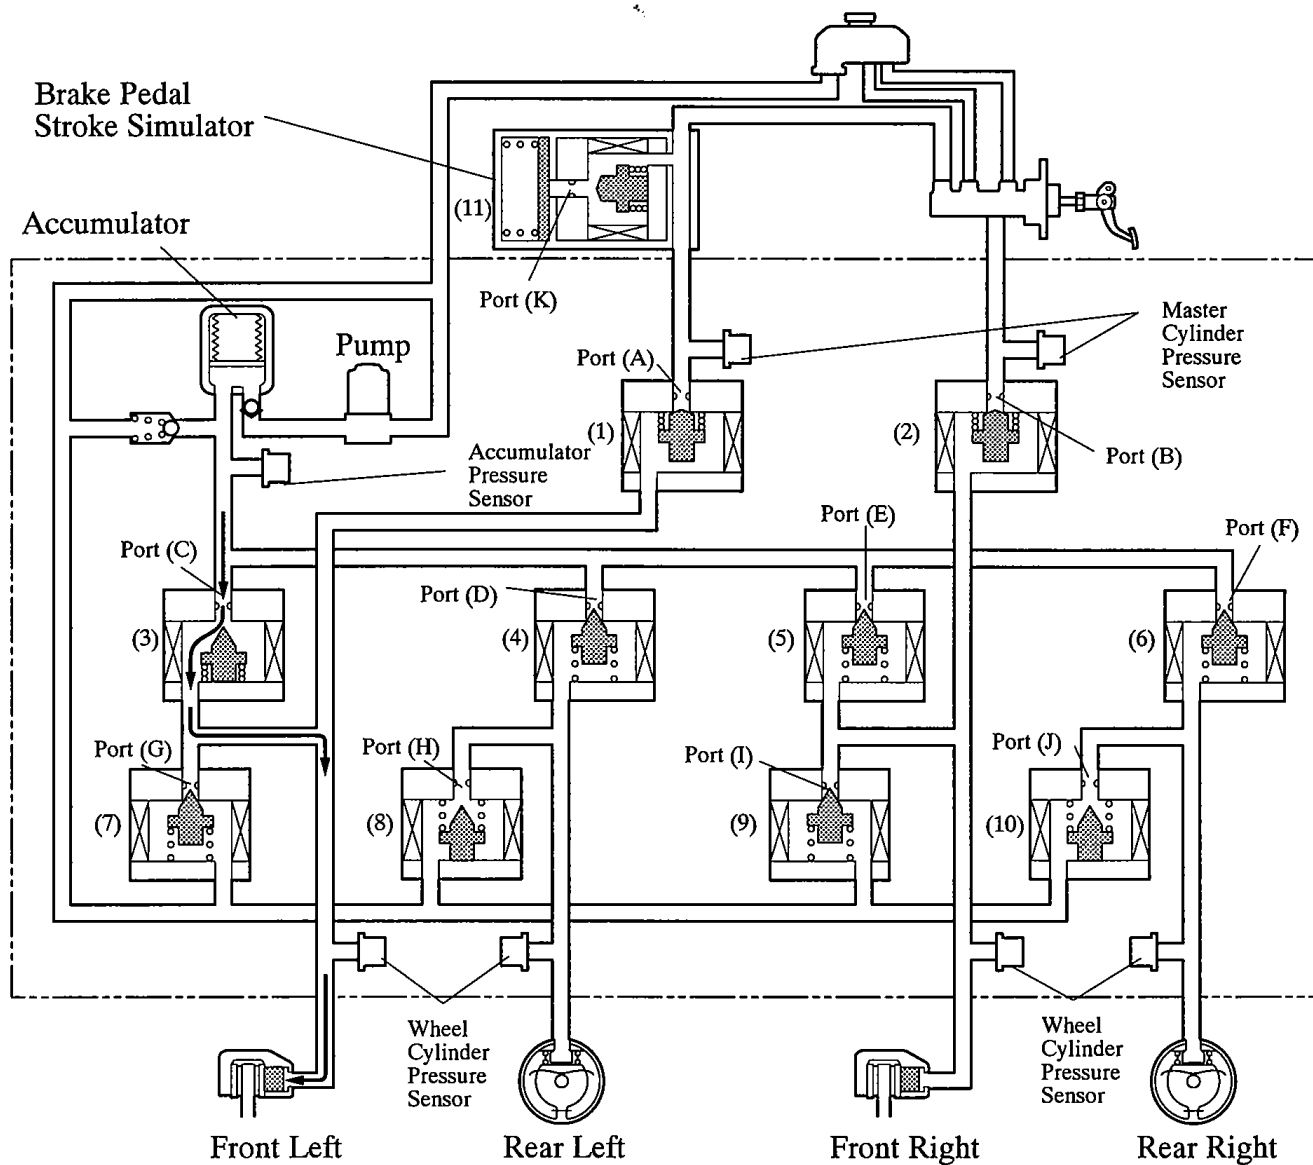 Brake Pedal
Stroke Simulator
(11)
Accumulator
Port (K)
Pump
Master
Cylinder
Pressure
Sensor
Port (A)
(1)
(2)
Port (B)
Accumulator
Pressure
Sensor
Port (E)
Port (F)
Port (C)
Port (D)
(3)
(4)
(5)
(6)
Port (G)
Port (H)
Port (I)
Port (J)
(7)
(8)
(9)
(10)
Wheel
Cylinder
Pressure
Sensor
Wheel
Cylinder
Pressure
Sensor
Front Left
Rear Left
Front Right
Rear Right